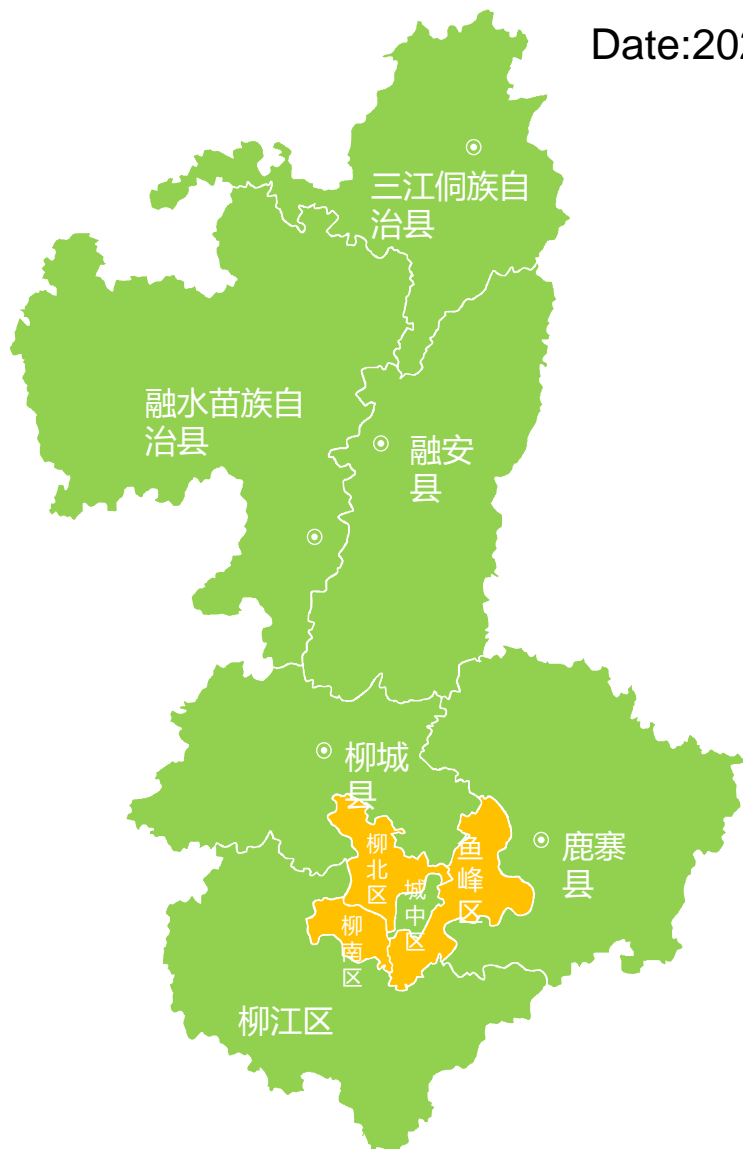 Date:202
三江侗族自
治县
融水苗族自
治县
融安
县
柳城
县
柳
北
区
鱼
峰
区
鹿寨
县
城
中
区
柳
南
区
柳江区